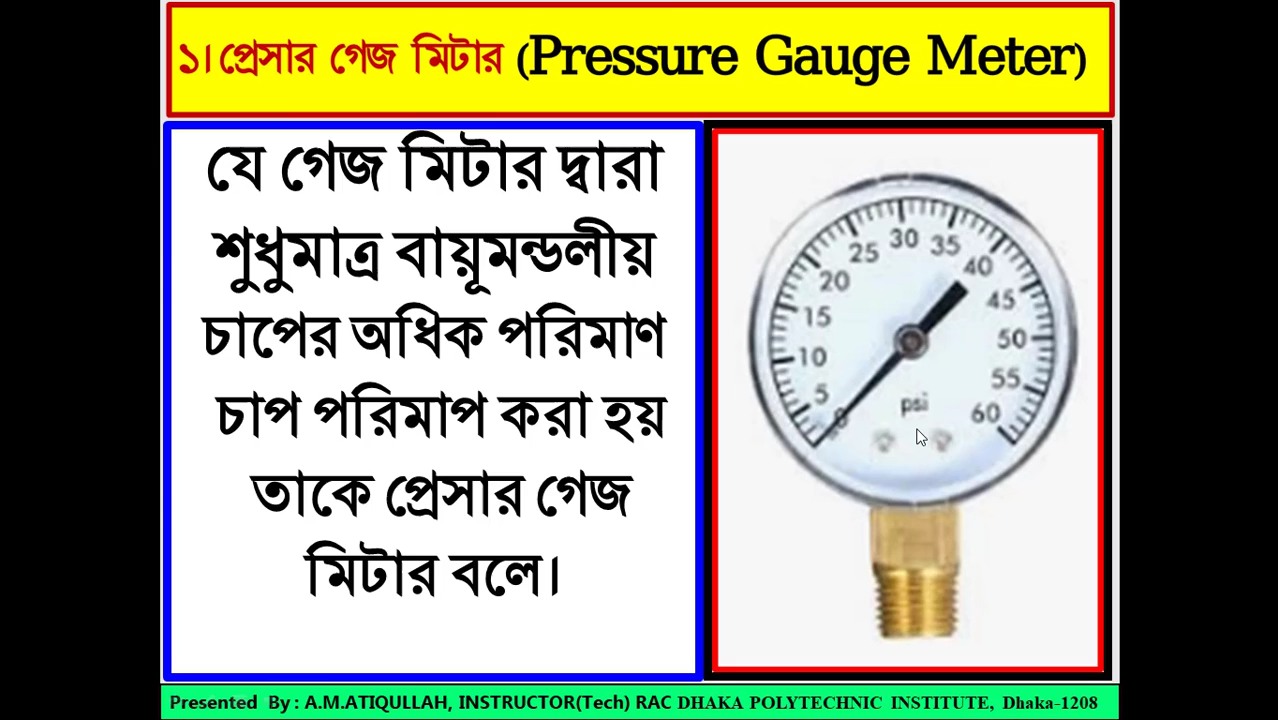 ১। প্রেসার গেজ মিটার (Pressure Gauge Meter)
যে গেজ মিটার দ্বারা
শুধুমাত্র বায়ূমন্ডলীয়
চাপের অধিক পরিমাণ
চাপ পরিমাপ করা হয়
তাকে প্রেসার গেজ
মিটার বলে।
0
5
10
15
20
25
30
35
40
45
50
55
60
psi
Presented By : A.M.ATIQULLAH, INSTRUCTOR(Tech) RAC DHAKA POLYTECHNIC INSTITUTE, Dhaka-1208